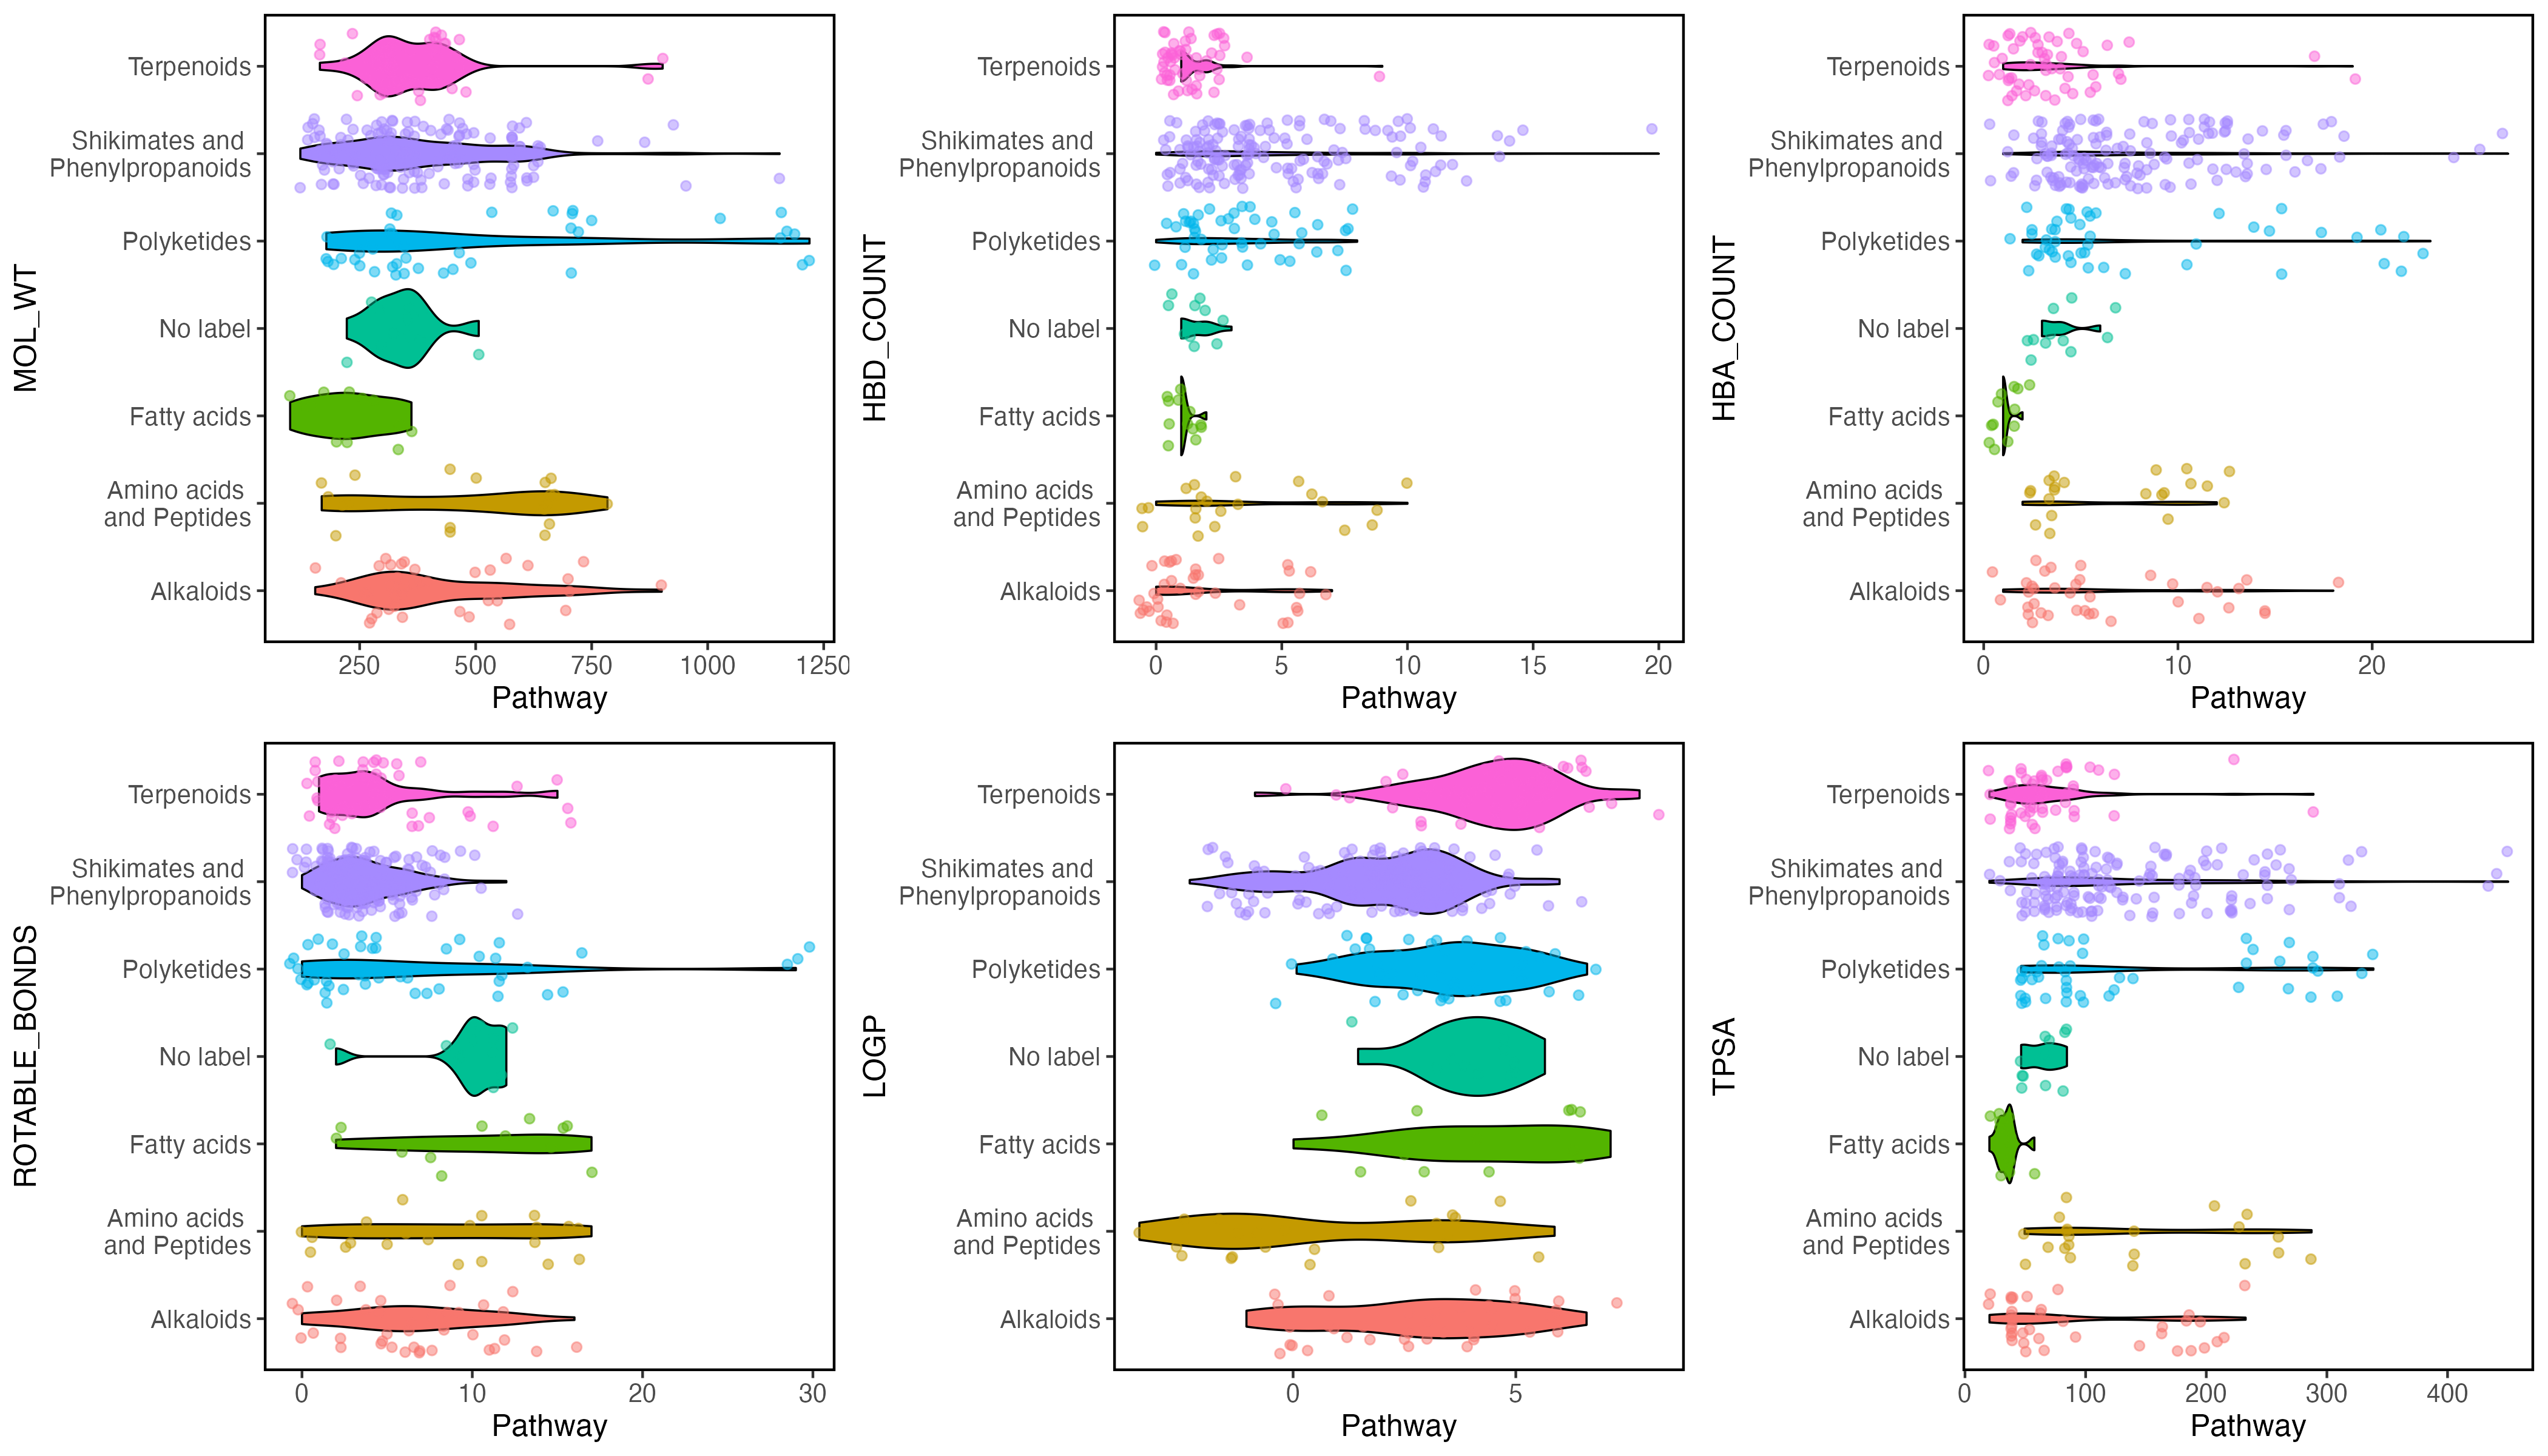 MOL_WT
Terpenoids
Shikimates and
Phenylpropanoids
Polyketides
No label
Fatty acids
Amino acids
and Peptides
Alkaloids
250 500 750 1000 1250
Pathway
HBD_COUNT
Terpenoids
Shikimates and
Phenylpropanoids
Polyketides
No label
Fatty acids
Amino acids
and Peptides
Alkaloids
0 5 10 15 20
Pathway
HBA_COUNT
Terpenoids
Shikimates and
Phenylpropanoids
Polyketides
No label
Fatty acids
Amino acids
and Peptides
Alkaloids
0 10 20
Pathway
ROTABLE_BONDS
Terpenoids
Shikimates and
Phenylpropanoids
Polyketides
No label
Fatty acids
Amino acids
and Peptides
Alkaloids
0 10 20 30
Pathway
LOGP
Terpenoids
Shikimates and
Phenylpropanoids
Polyketides
No label
Fatty acids
Amino acids
and Peptides
Alkaloids
0 5
Pathway
TPSA
Terpenoids
Shikimates and
Phenylpropanoids
Polyketides
No label
Fatty acids
Amino acids
and Peptides
Alkaloids
0 100 200 300 400
Pathway